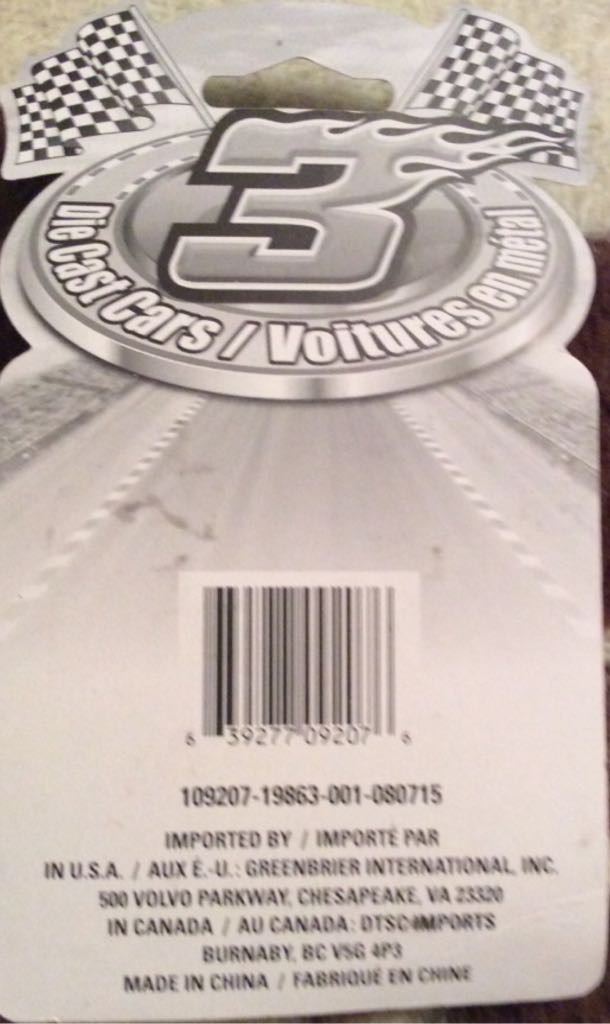 3
Die Cast Cars / Voitures en métal
6 39277 09207 6
109207-19863-001-080715
IMPORTED BY / IMPORTÉ PAR
IN U.S.A. / AUX É.-U.: GREENBRIER INTERNATIONAL, INC.
500 VOLVO PARKWAY, CHESAPEAKE, VA 23320
IN CANADA / AU CANADA: DTSC IMPORTS
BURNABY, BC V5G 4P3
MADE IN CHINA / FABRIQUÉ EN CHINE